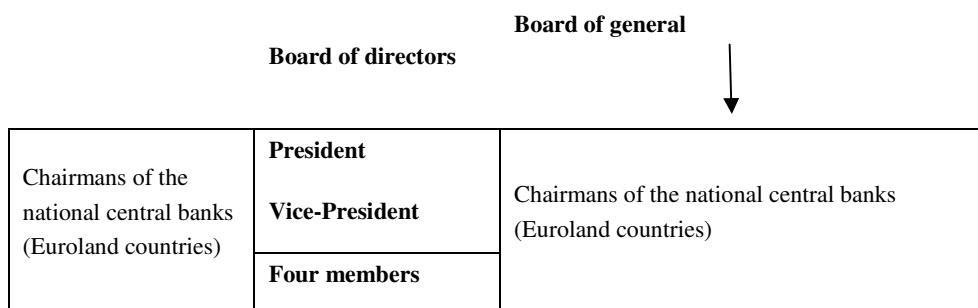 Board of general
Board of directors
Chairmans of the
national central banks
(Euroland countries)
President
Vice-President
Four members
Chairmans of the national central banks
(Euroland countries)